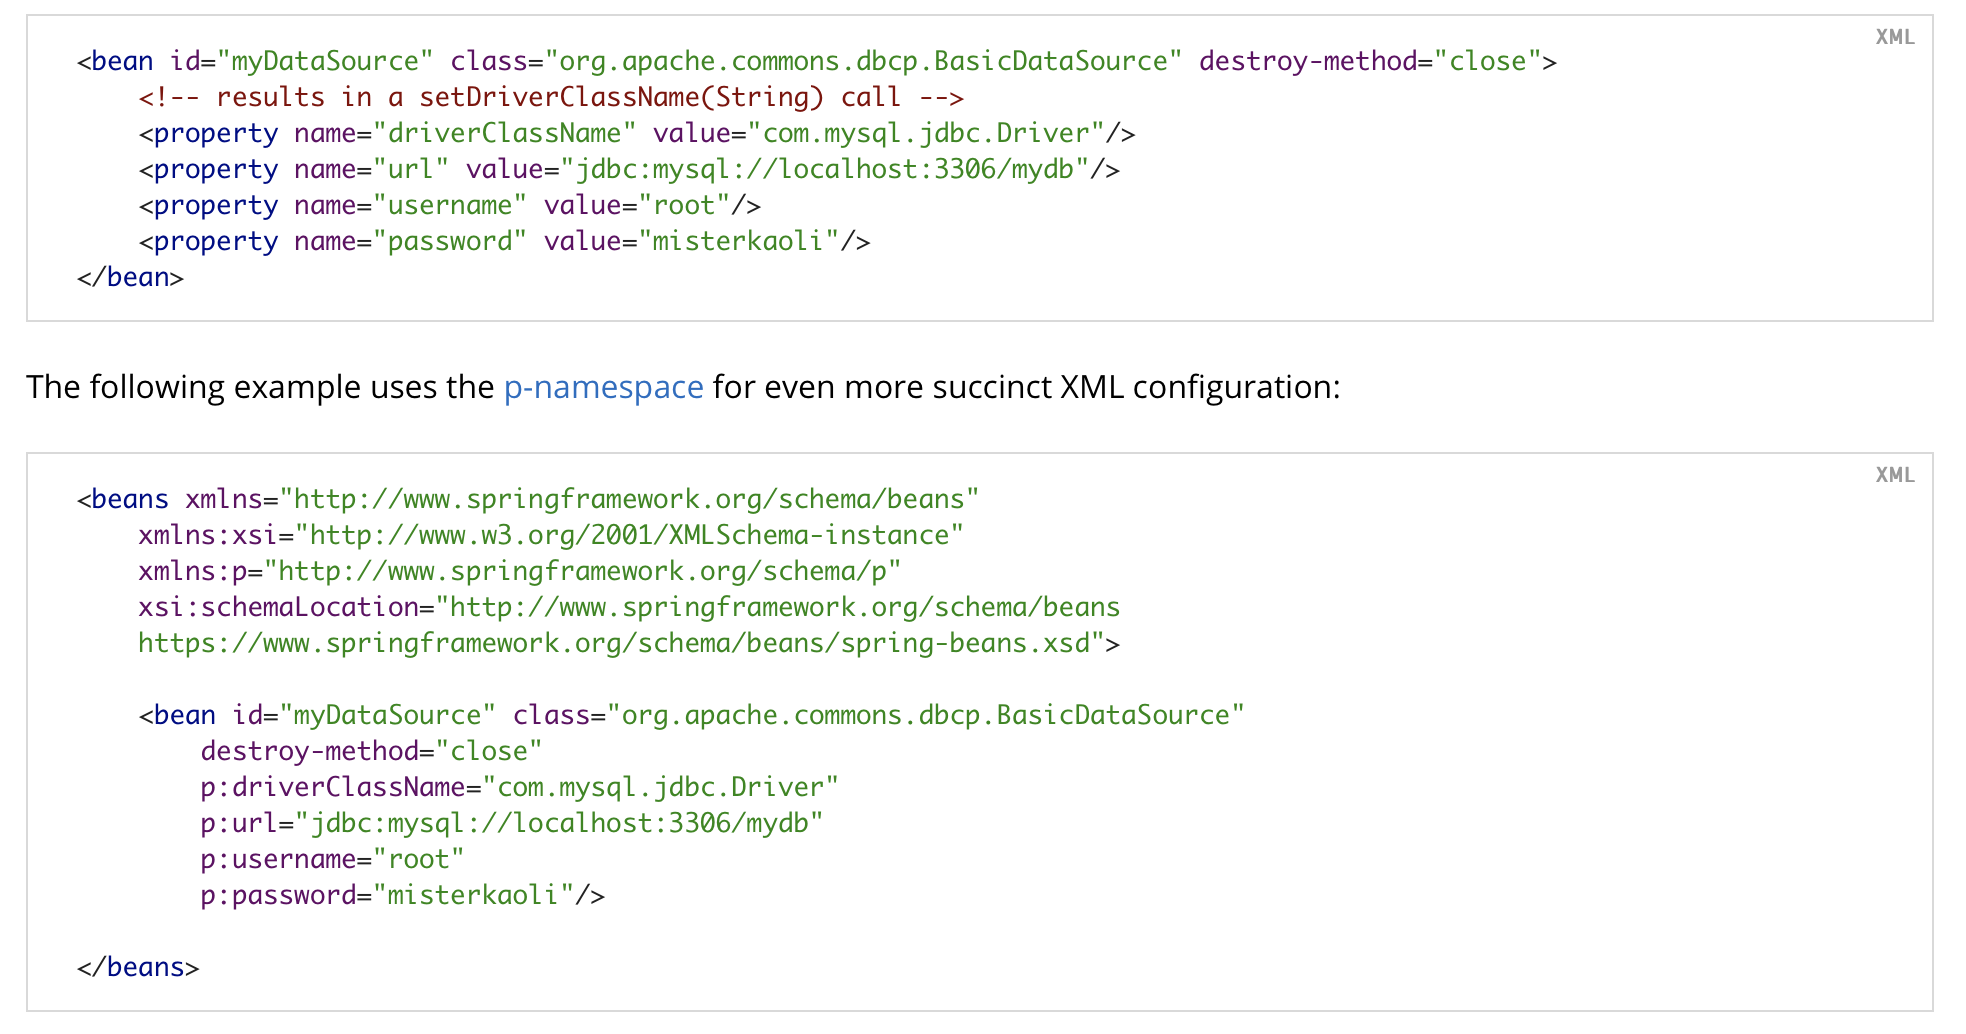 XML
<bean id="myDataSource" class="org.apache.commons.dbcp.BasicDataSource" destroy-method="close">
    <!-- results in a setDriverClassName(String) call -->
    <property name="driverClassName" value="com.mysql.jdbc.Driver"/>
    <property name="url" value="jdbc:mysql://localhost:3306/mydb"/>
    <property name="username" value="root"/>
    <property name="password" value="misterkaoli"/>
</bean>
The following example uses the p-namespace for even more succinct XML configuration:
XML
<beans xmlns="http://www.springframework.org/schema/beans"
    xmlns:xsi="http://www.w3.org/2001/XMLSchema-instance"
    xmlns:p="http://www.springframework.org/schema/p"
    xsi:schemaLocation="http://www.springframework.org/schema/beans
    https://www.springframework.org/schema/beans/spring-beans.xsd">
    <bean id="myDataSource" class="org.apache.commons.dbcp.BasicDataSource"
        destroy-method="close"
        p:driverClassName="com.mysql.jdbc.Driver"
        p:url="jdbc:mysql://localhost:3306/mydb"
        p:username="root"
        p:password="misterkaoli"/>
</beans>